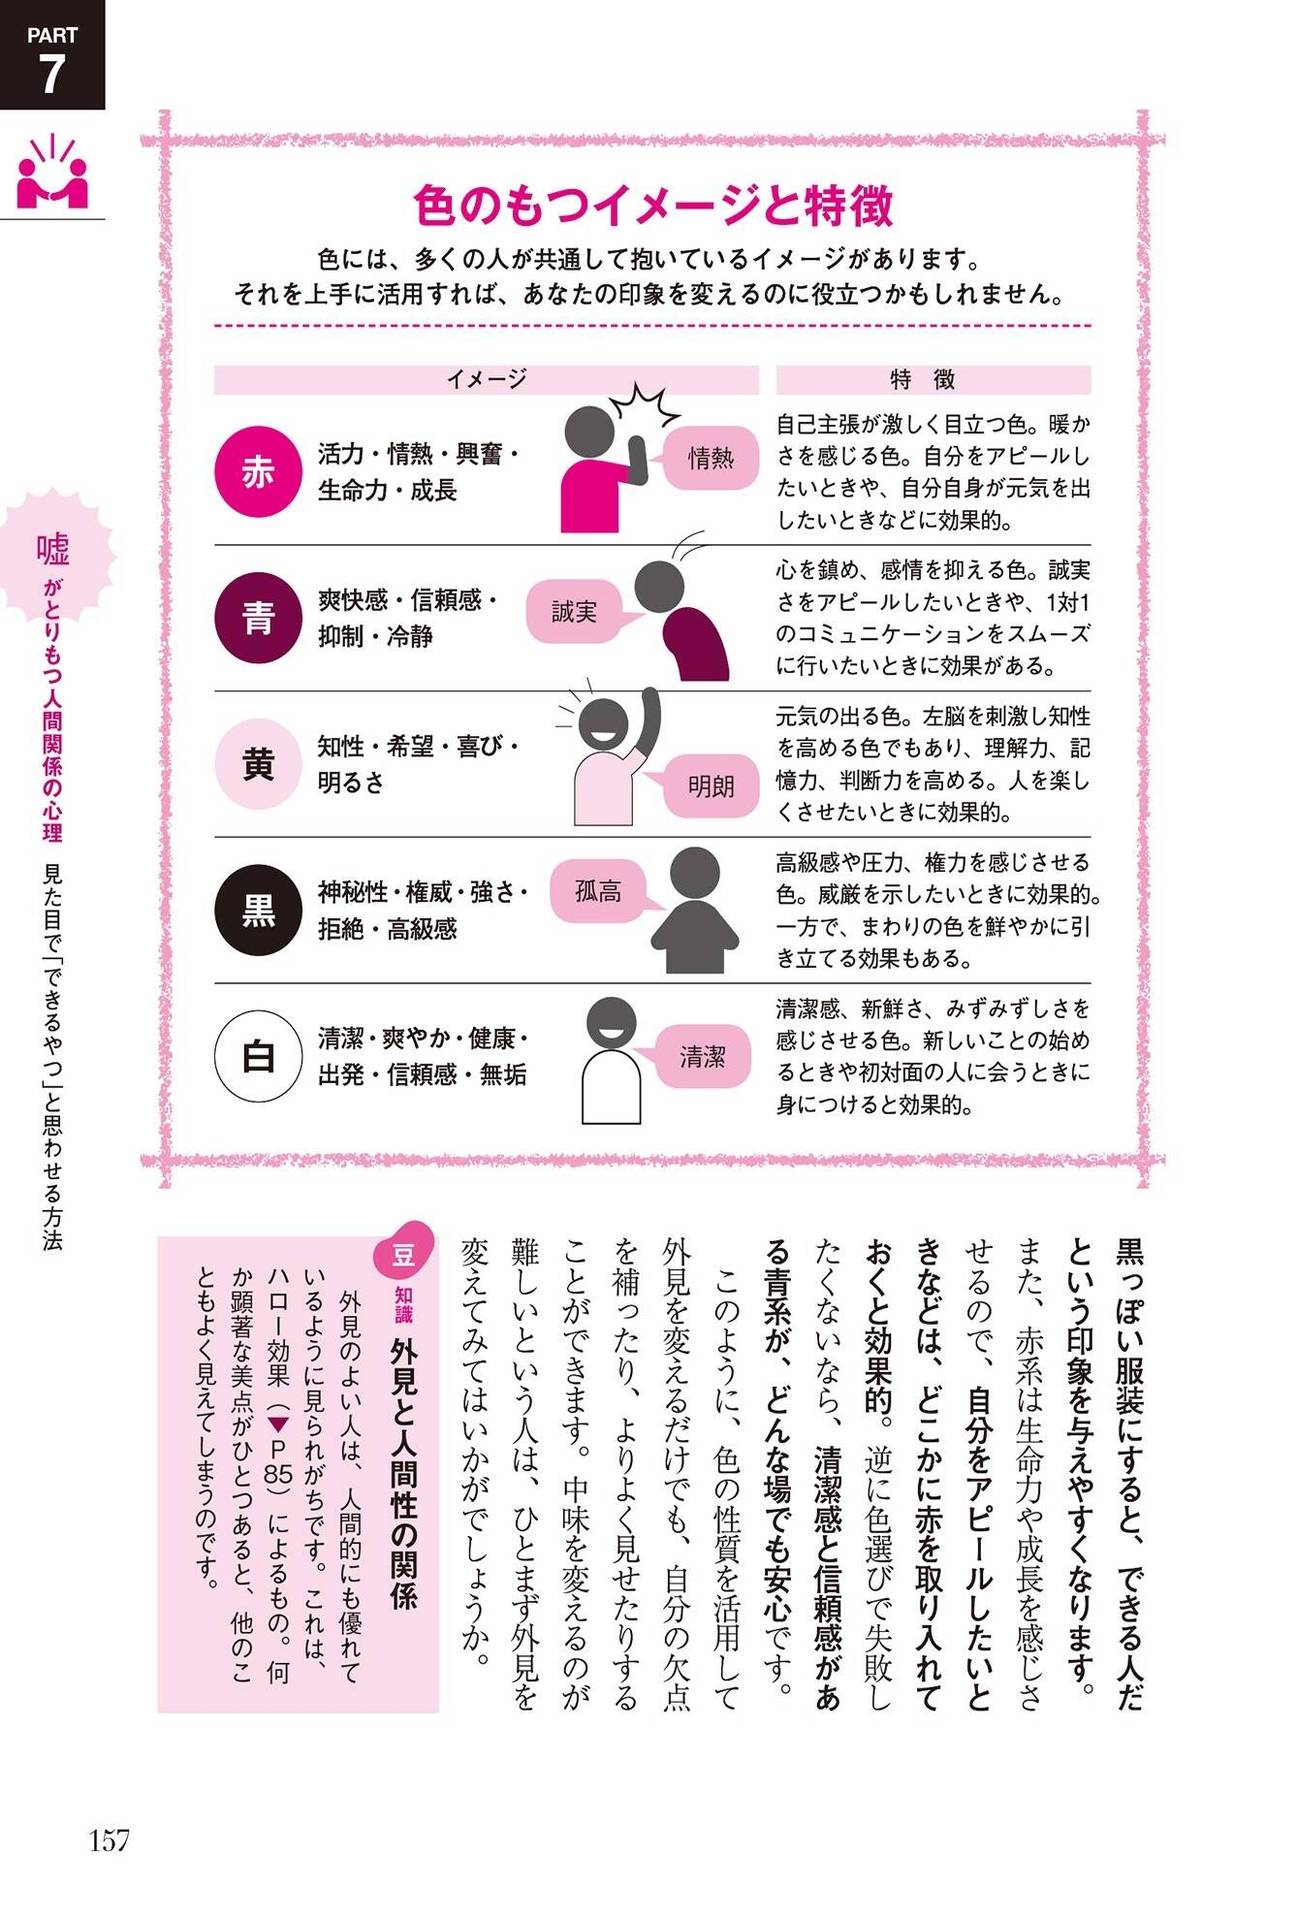 PART
7
色のもつイメージと特徴
色には、多くの人が共通して抱いているイメージがあります。
それを上手に活用すれば、あなたの印象を変えるのに役立つかもしれません。
イメージ
特　徴
赤
活力・情熱・興奮・
生命力・成長
情熱
自己主張が激しく目立つ色。暖か
さを感じる色。自分をアピールし
たいときや、自分自身が元気を出
したいときなどに効果的。
青
爽快感・信頼感・
抑制・冷静
誠実
心を鎮め、感情を抑える色。誠実
さをアピールしたいときや、1対1
のコミュニケーションをスムーズ
に行いたいときに効果がある。
黄
知性・希望・喜び・
明るさ
明朗
元気の出る色。左脳を刺激し知性
を高める色でもあり、理解力、記
憶力、判断力を高める。人を楽し
くさせたいときに効果的。
黒
神秘性・権威・強さ・
拒絶・高級感
孤高
高級感や圧力、権力を感じさせる
色。威厳を示したいときに効果的。
一方で、まわりの色を鮮やかに引
き立てる効果もある。
白
清潔・爽やか・健康・
出発・信頼感・無垢
清潔
清潔感、新鮮さ、みずみずしさを
感じさせる色。新しいことの始め
るときや初対面の人に会うときに
身につけると効果的。
黒っぽい服装にすると、できる人だ
という印象を与えやすくなります。
また、赤系は生命力や成長を感じさ
せるので、自分をアピールしたいと
きなどは、どこかに赤を取り入れて
おくと効果的。逆に色選びで失敗し
たくないなら、清潔感と信頼感があ
る青系が、どんな場でも安心です。
このように、色の性質を活用して
外見を変えるだけでも、自分の欠点
を補ったり、よりよく見せたりする
ことができます。中味を変えるのが
難しいという人は、ひとまず外見を
変えてみてはいかがでしょうか。
豆知識 外見と人間性の関係
外見のよい人は、人間的にも優れて
いるように見られがちです。これは、
ハロー効果（▼P85）によるもの。何
か顕著な美点がひとつあると、他のこ
ともよく見えてしまうのです。
嘘がとりもつ人間関係の心理 見た目で「できるやつ」と思わせる方法
157